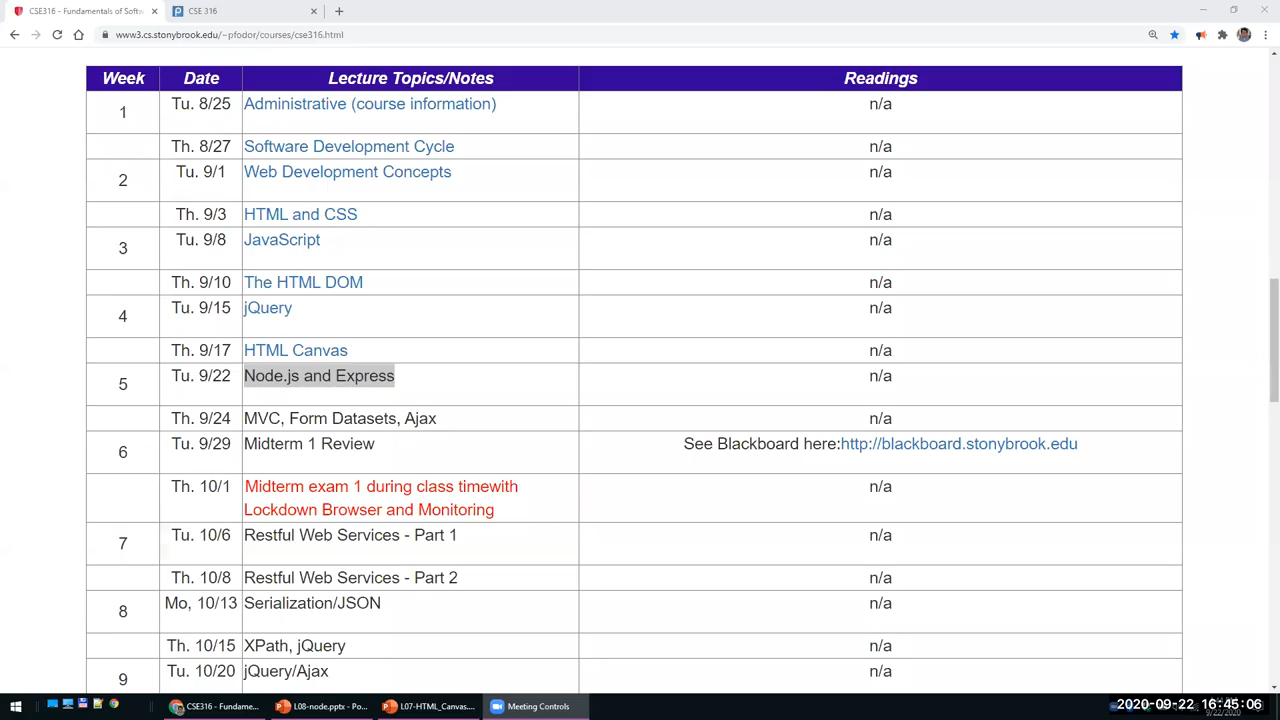 CSE316 - Fundamentals of Softw
CSE 316
www3.cs.stonybrook.edu/~pfodor/courses/cse316.html
Week Date Lecture Topics/Notes Readings
1 Tu. 8/25 Administrative (course information) n/a
Th. 8/27 Software Development Cycle n/a
2 Tu. 9/1 Web Development Concepts n/a
Th. 9/3 HTML and CSS n/a
3 Tu. 9/8 JavaScript n/a
Th. 9/10 The HTML DOM n/a
4 Tu. 9/15 jQuery n/a
Th. 9/17 HTML Canvas n/a
5 Tu. 9/22 Node.js and Express n/a
Th. 9/24 MVC, Form Datasets, Ajax n/a
6 Tu. 9/29 Midterm 1 Review See Blackboard here:http://blackboard.stonybrook.edu
Th. 10/1 Midterm exam 1 during class timewith n/a
Lockdown Browser and Monitoring
7 Tu. 10/6 Restful Web Services - Part 1 n/a
Th. 10/8 Restful Web Services - Part 2 n/a
8 Mo, 10/13 Serialization/JSON n/a
Th. 10/15 XPath, jQuery n/a
9 Tu. 10/20 jQuery/Ajax n/a
CSE316 - Fundame... L08-node.pptx - Po... L07-HTML_Canvas... Meeting Controls 2020-09-22 16:45:06
9/22/2020